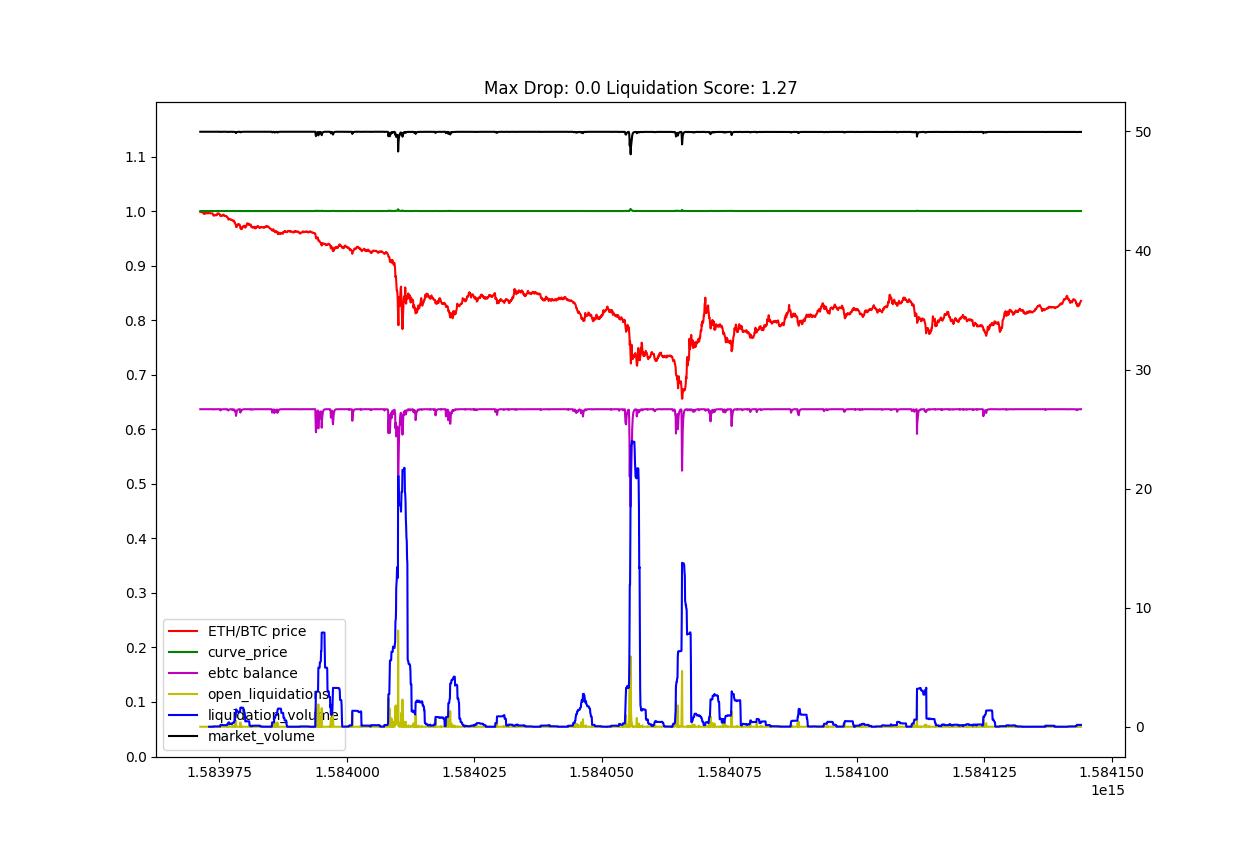 Max Drop: 0.0 Liquidation Score: 1.27
1.1
1.0
0.9
0.8
0.7
0.6
0.5
0.4
0.3
0.2
0.1
0.0
50
40
30
20
10
0
ETH/BTC price
curve_price
ebtc balance
open_liquidations
liquidation_volume
market_volume
1.583975 1.584000 1.584025 1.584050 1.584075 1.584100 1.584125 1.584150
1e15